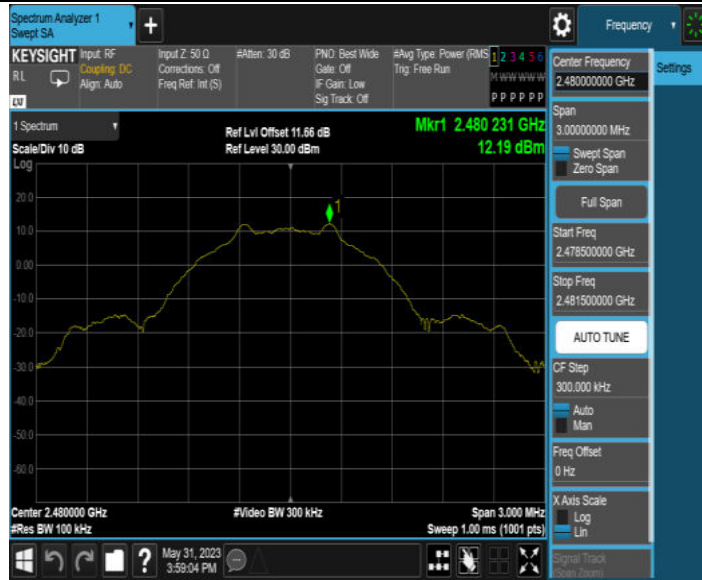 Spectrum Analyzer 1
Swept SA
+
Frequency
KEYSIGHT
RL
LXI
Input: RF
Coupling: DC
Align: Auto
Input Z: 50 Ω
Corrections: Off
Freq Ref: Int (S)
#Atten: 30 dB
PNO: Best Wide
Gate: Off
IF Gain: Low
Sig Track: Off
#Avg Type: Power (RMS
Trig: Free Run
1 2 3 4 5 6
M W W W W W
P P P P P P
Center Frequency
2.480000000 GHz
Settings
Span
3.00000000 MHz
Swept Span
Zero Span
Full Span
Start Freq
2.478500000 GHz
Stop Freq
2.481500000 GHz
AUTO TUNE
CF Step
300.000 kHz
Auto
Man
Freq Offset
0 Hz
X Axis Scale
Log
Lin
Signal Track
(Span Zoom)
1 Spectrum
Scale/Div 10 dB
Log
Ref Lvl Offset 11.66 dB
Ref Level 30.00 dBm
Mkr1 2.480 231 GHz
12.19 dBm
1
20.0
10.0
0.00
-10.0
-20.0
-30.0
-40.0
-50.0
-60.0
Center 2.480000 GHz
#Res BW 100 kHz
#Video BW 300 kHz
Span 3.000 MHz
Sweep 1.00 ms (1001 pts)
?
May 31, 2023
3:59:04 PM